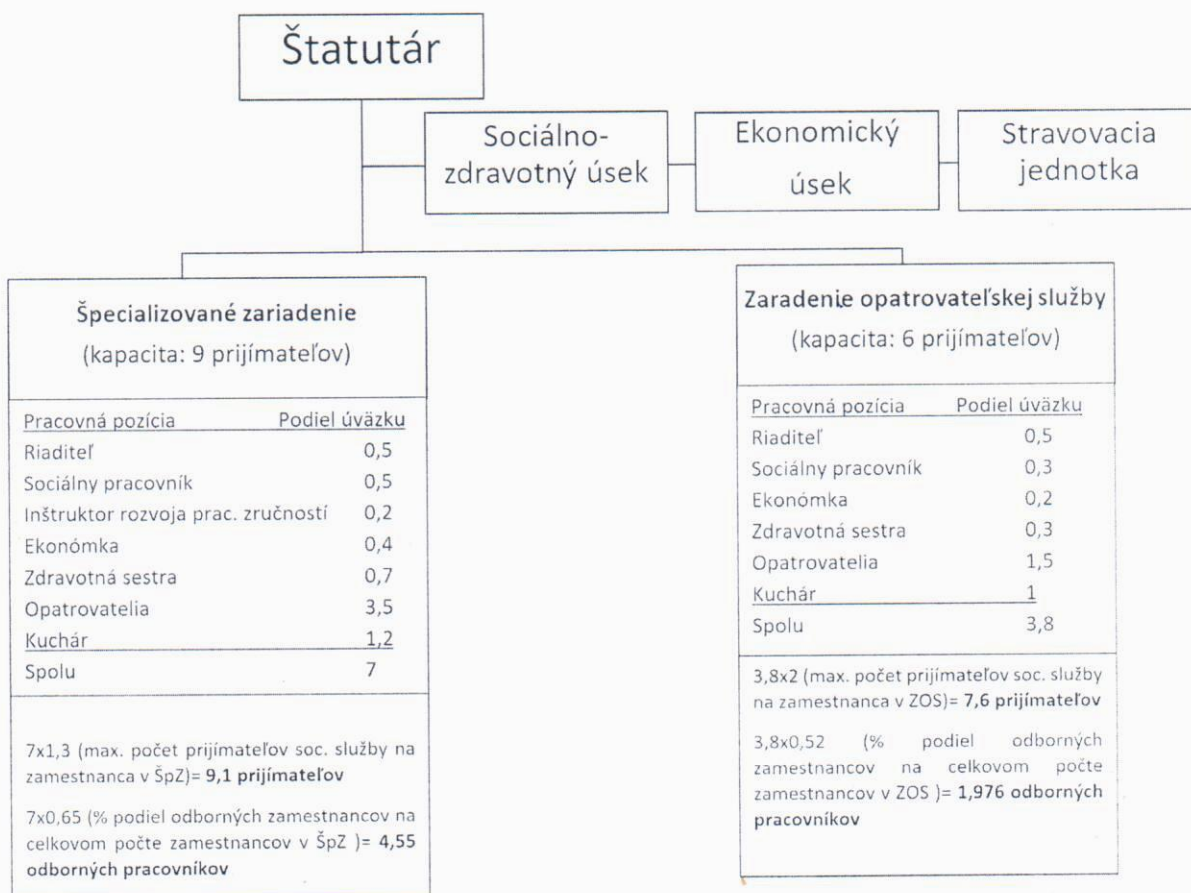 Štatutár
Sociálno-
zdravotný úsek
Ekonomický
úsek
Stravovacia
jednotka
Špecializované zariadenie
(kapacita: 9 prijímateľov)
Pracovná pozícia Podiel úväzku
Riaditeľ 0,5
Sociálny pracovník 0,5
Inštruktor rozvoja prac. zručností 0,2
Ekonómka 0,4
Zdravotná sestra 0,7
Opatrovatelia 3,5
Kuchár 1,2
Spolu 7
7x1,3 (max. počet prijímateľov soc. služby na
zamestnanca v ŠpZ)= 9,1 prijímateľov
7x0,65 (% podiel odborných zamestnancov na
celkovom počte zamestnancov v ŠpZ )= 4,55
odborných pracovníkov
Zaradenie opatrovateľskej služby
(kapacita: 6 prijímateľov)
Pracovná pozícia Podiel úväzku
Riaditeľ 0,5
Sociálny pracovník 0,3
Ekonómka 0,2
Zdravotná sestra 0,3
Opatrovatelia 1,5
Kuchár 1
Spolu 3,8
3,8x2 (max. počet prijímateľov soc. služby
na zamestnanca v ZOS)= 7,6 prijímateľov
3,8x0,52 (% podiel odborných
zamestnancov na celkovom počte
zamestnancov v ZOS )= 1,976 odborných
pracovníkov